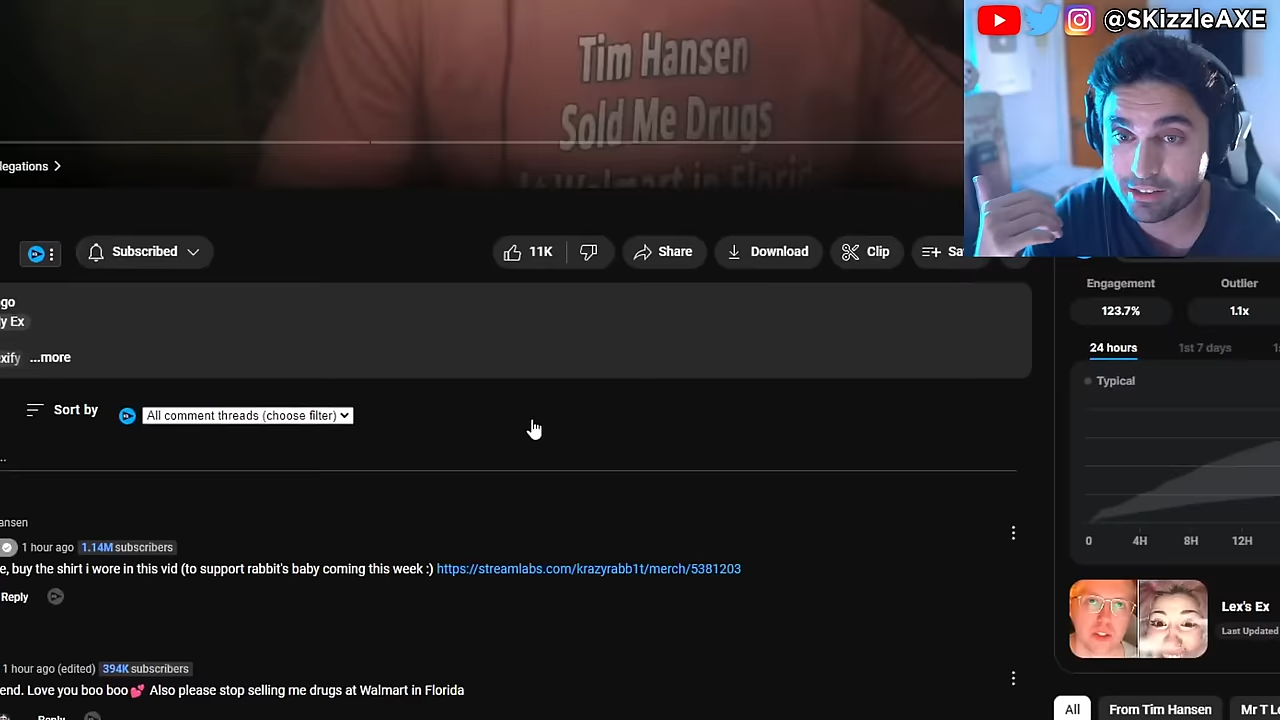 @SKizzleAXE
Tim Hansen
Sold Me Drugs
At Walmart in Florid
legations >
Subscribed
11K
Share
Download
Clip
Sa
Engagement
Outlier
123.7%
1.1x
24 hours
1st 7 days
Typical
0
4H
8H
12H
go
y Ex
xify
...more
Sort by
All comment threads (choose filter)
..
ansen
1 hour ago 1.14M subscribers
e, buy the shirt i wore in this vid (to support rabbit's baby coming this week :) https://streamlabs.com/krazyrabb1t/merch/5381203
Reply
1 hour ago (edited) 394K subscribers
end. Love you boo boo💕 Also please stop selling me drugs at Walmart in Florida
Reply
Lex's Ex
Last Updated
All
From Tim Hansen
Mr T L